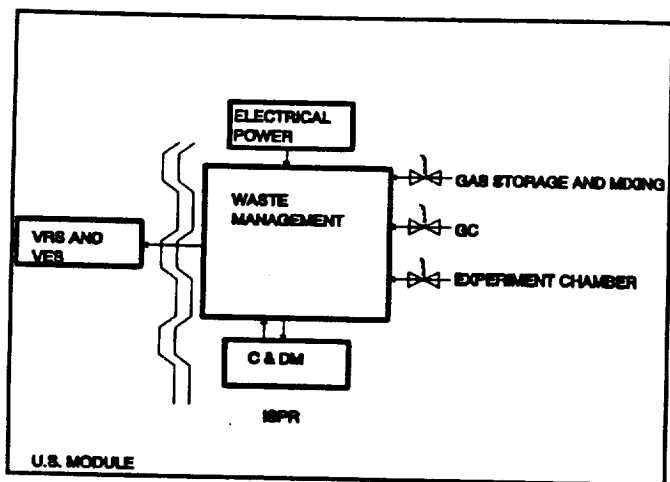 ELECTRICAL
POWER
WASTE
MANAGEMENT
GAS STORAGE AND MIXING
GC
EXPERIMENT CHAMBER
VRS AND
VES
C & DM
ISPR
U.S. MODULE